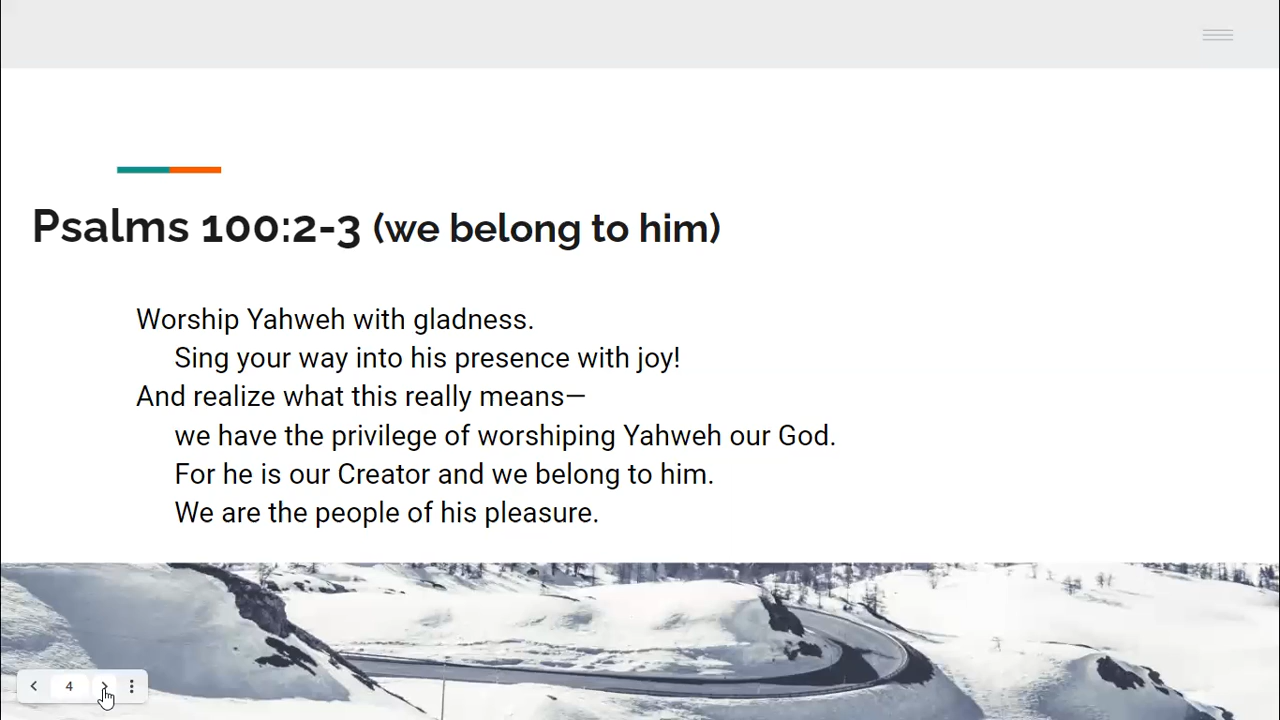 Psalms 100:2-3 (we belong to him)
Worship Yahweh with gladness.
Sing your way into his presence with joy!
And realize what this really means—
we have the privilege of worshiping Yahweh our God.
For he is our Creator and we belong to him.
We are the people of his pleasure.
4